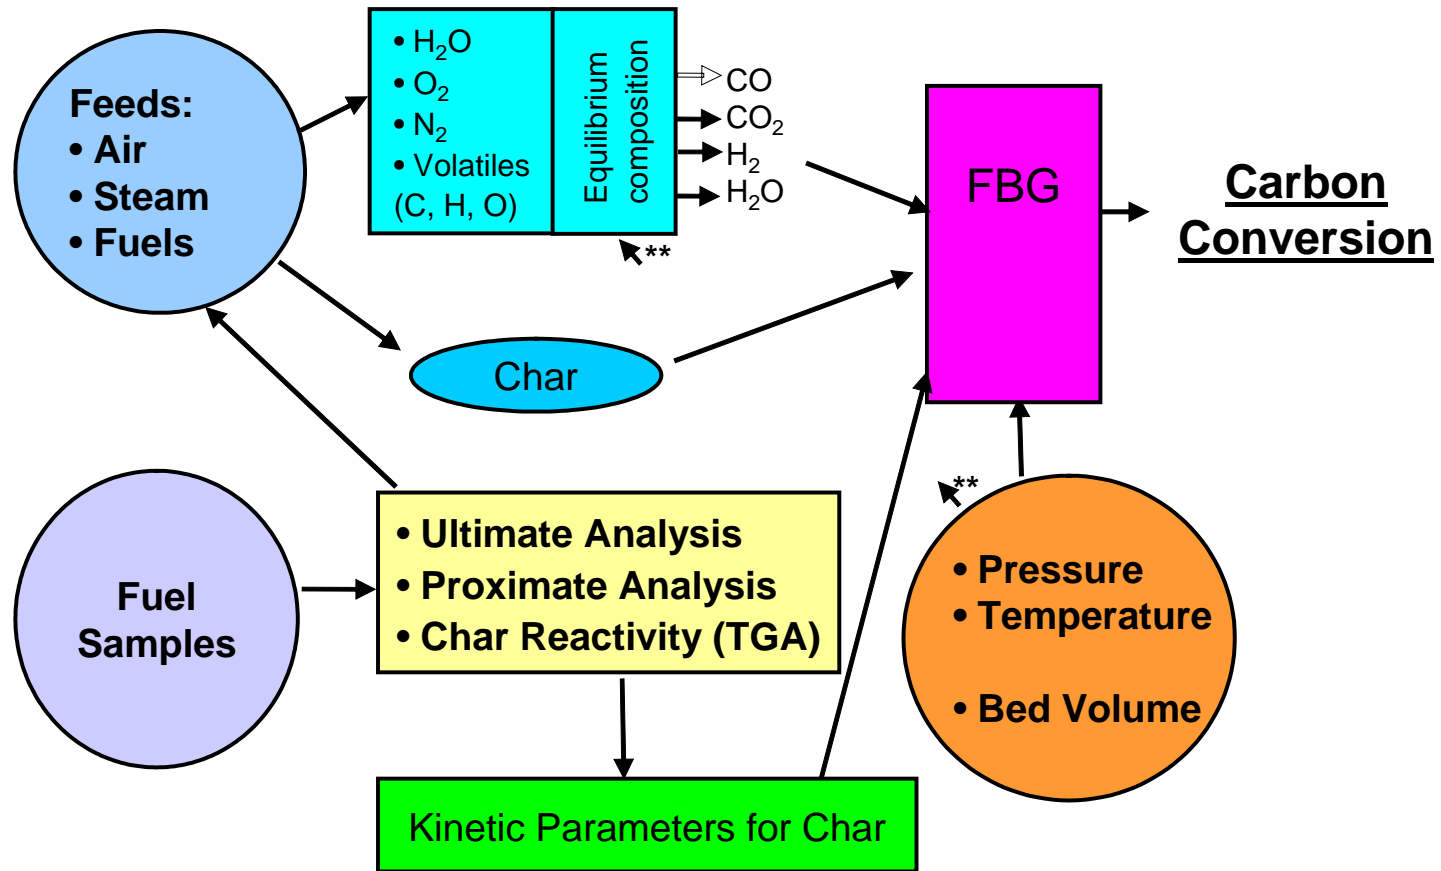 Feeds:
• Air
• Steam
• Fuels
• H₂O
• O₂
• N₂
• Volatiles
(C, H, O)
Equilibrium
composition
CO
CO₂
H₂
H₂O
**
FBG
Carbon
Conversion
Char
Fuel
Samples
• Ultimate Analysis
• Proximate Analysis
• Char Reactivity (TGA)
**
• Pressure
• Temperature
• Bed Volume
Kinetic Parameters for Char